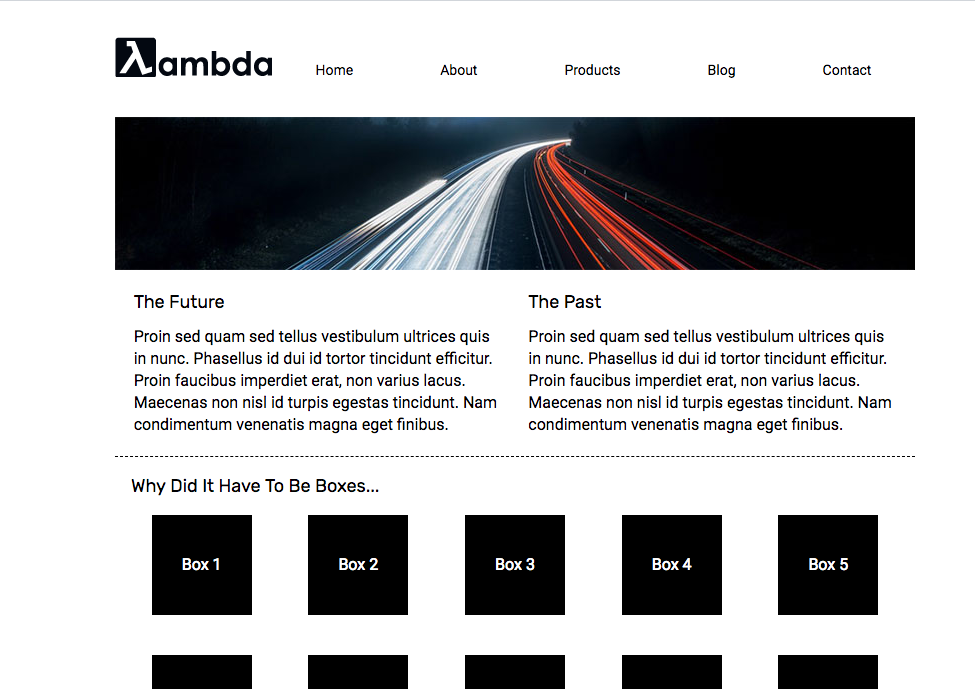 λambda
Home About Products Blog Contact
The Future
Proin sed quam sed tellus vestibulum ultrices quis
in nunc. Phasellus id dui id tortor tincidunt efficitur.
Proin faucibus imperdiet erat, non varius lacus.
Maecenas non nisl id turpis egestas tincidunt. Nam
condimentum venenatis magna eget finibus.
The Past
Proin sed quam sed tellus vestibulum ultrices quis
in nunc. Phasellus id dui id tortor tincidunt efficitur.
Proin faucibus imperdiet erat, non varius lacus.
Maecenas non nisl id turpis egestas tincidunt. Nam
condimentum venenatis magna eget finibus.
Why Did It Have To Be Boxes...
Box 1 Box 2 Box 3 Box 4 Box 5